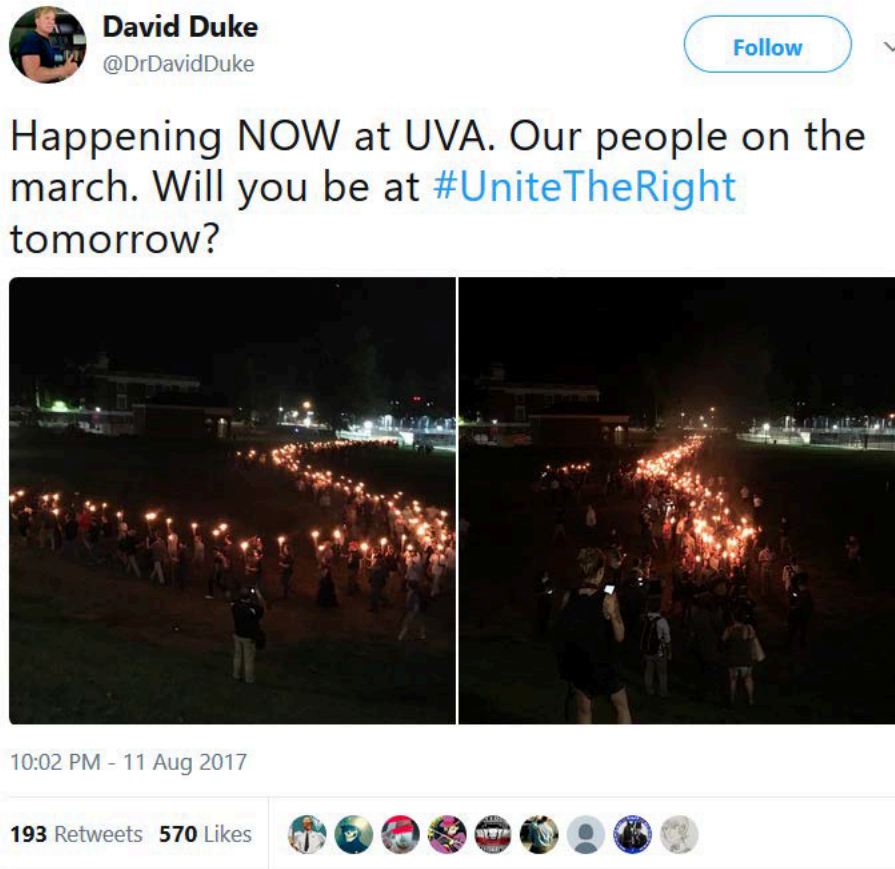 David Duke
@DrDavidDuke
Follow
Happening NOW at UVA. Our people on the
march. Will you be at #UniteTheRight
tomorrow?
10:02 PM - 11 Aug 2017
193 Retweets 570 Likes